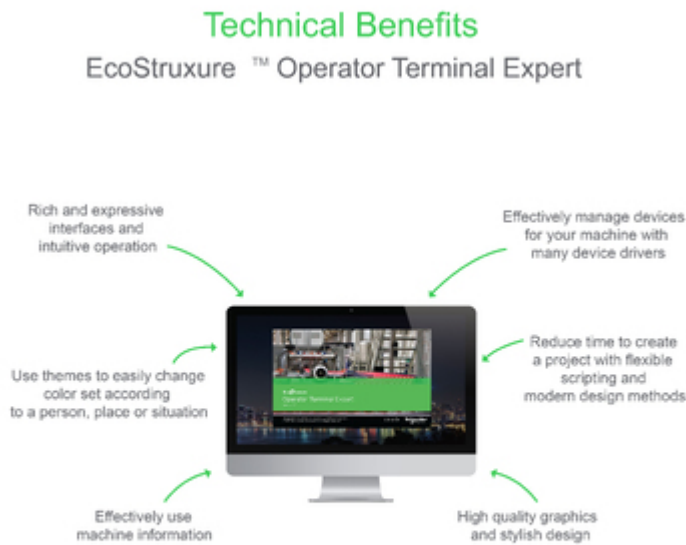 Technical Benefits
EcoStruxure ™ Operator Terminal Expert
Rich and expressive
interfaces and
intuitive operation
Effectively manage devices
for your machine with
many device drivers
Use themes to easily change
color set according
to a person, place or situation
Reduce time to create
a project with flexible
scripting and
modern design methods
Operator Terminal Expert
Effectively use
machine information
High quality graphics
and stylish design